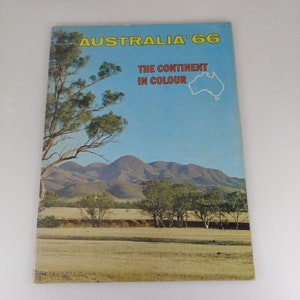 AUSTRALIA '66
THE CONTINENT
IN COLOUR